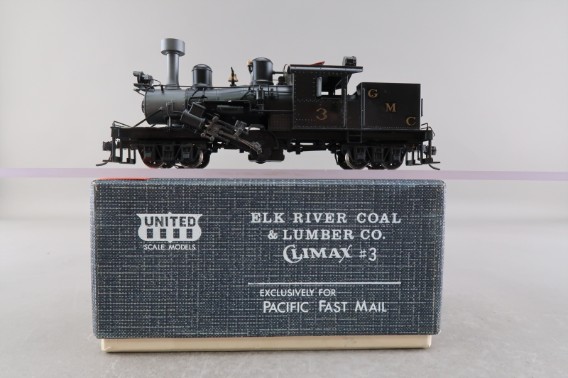 3
G
M
C
UNITED
SCALE MODELS
ELK RIVER COAL
& LUMBER CO.
CLIMAX #3
EXCLUSIVELY FOR
PACIFIC FAST MAIL